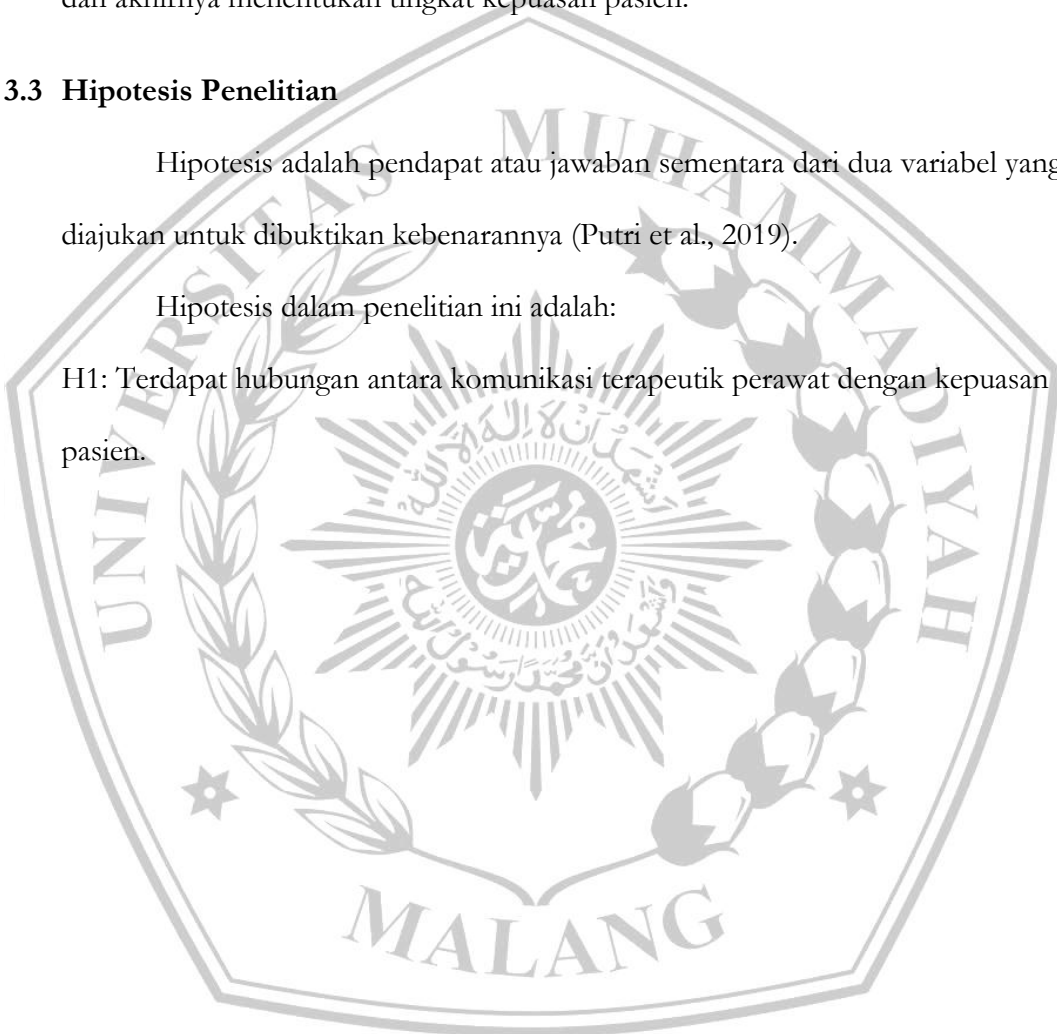 dan akhirnya menentukan tingkat kepuasan pasien.
3.3 Hipotesis Penelitian
Hipotesis adalah pendapat atau jawaban sementara dari dua variabel yang
diajukan untuk dibuktikan kebenarannya (Putri et al., 2019).
Hipotesis dalam penelitian ini adalah:
H1: Terdapat hubungan antara komunikasi terapeutik perawat dengan kepuasan
pasien.
UNIVERSITAS MUHAMMADIYAH
MALANG